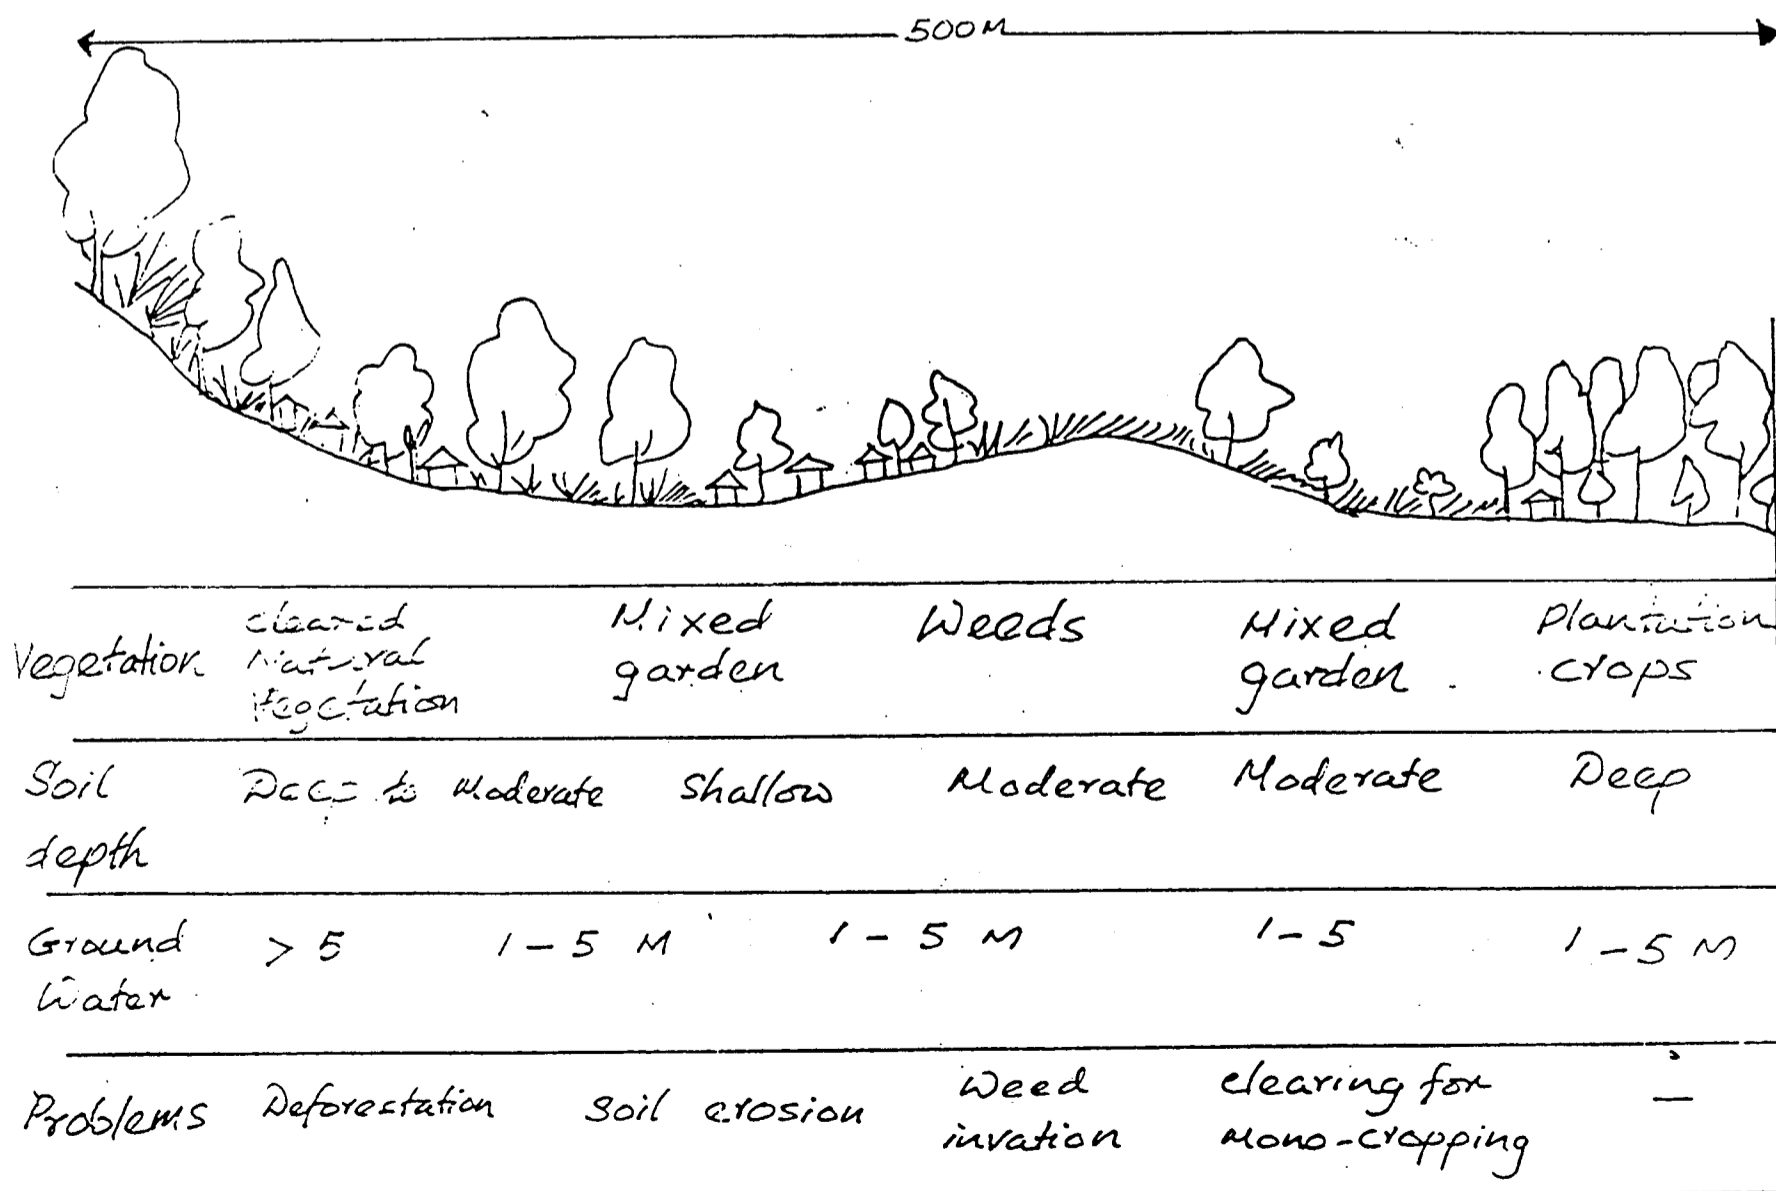 500M
Vegetation cleared Natural Vegetation Mixed garden Weeds Mixed garden Plantation crops
Soil depth Deep to Moderate Shallow Moderate Moderate Deep
Ground Water > 5 1 - 5 M 1 - 5 M 1 - 5 1 - 5 M
Problems Deforestation Soil erosion Weed invation clearing for Mono-cropping —